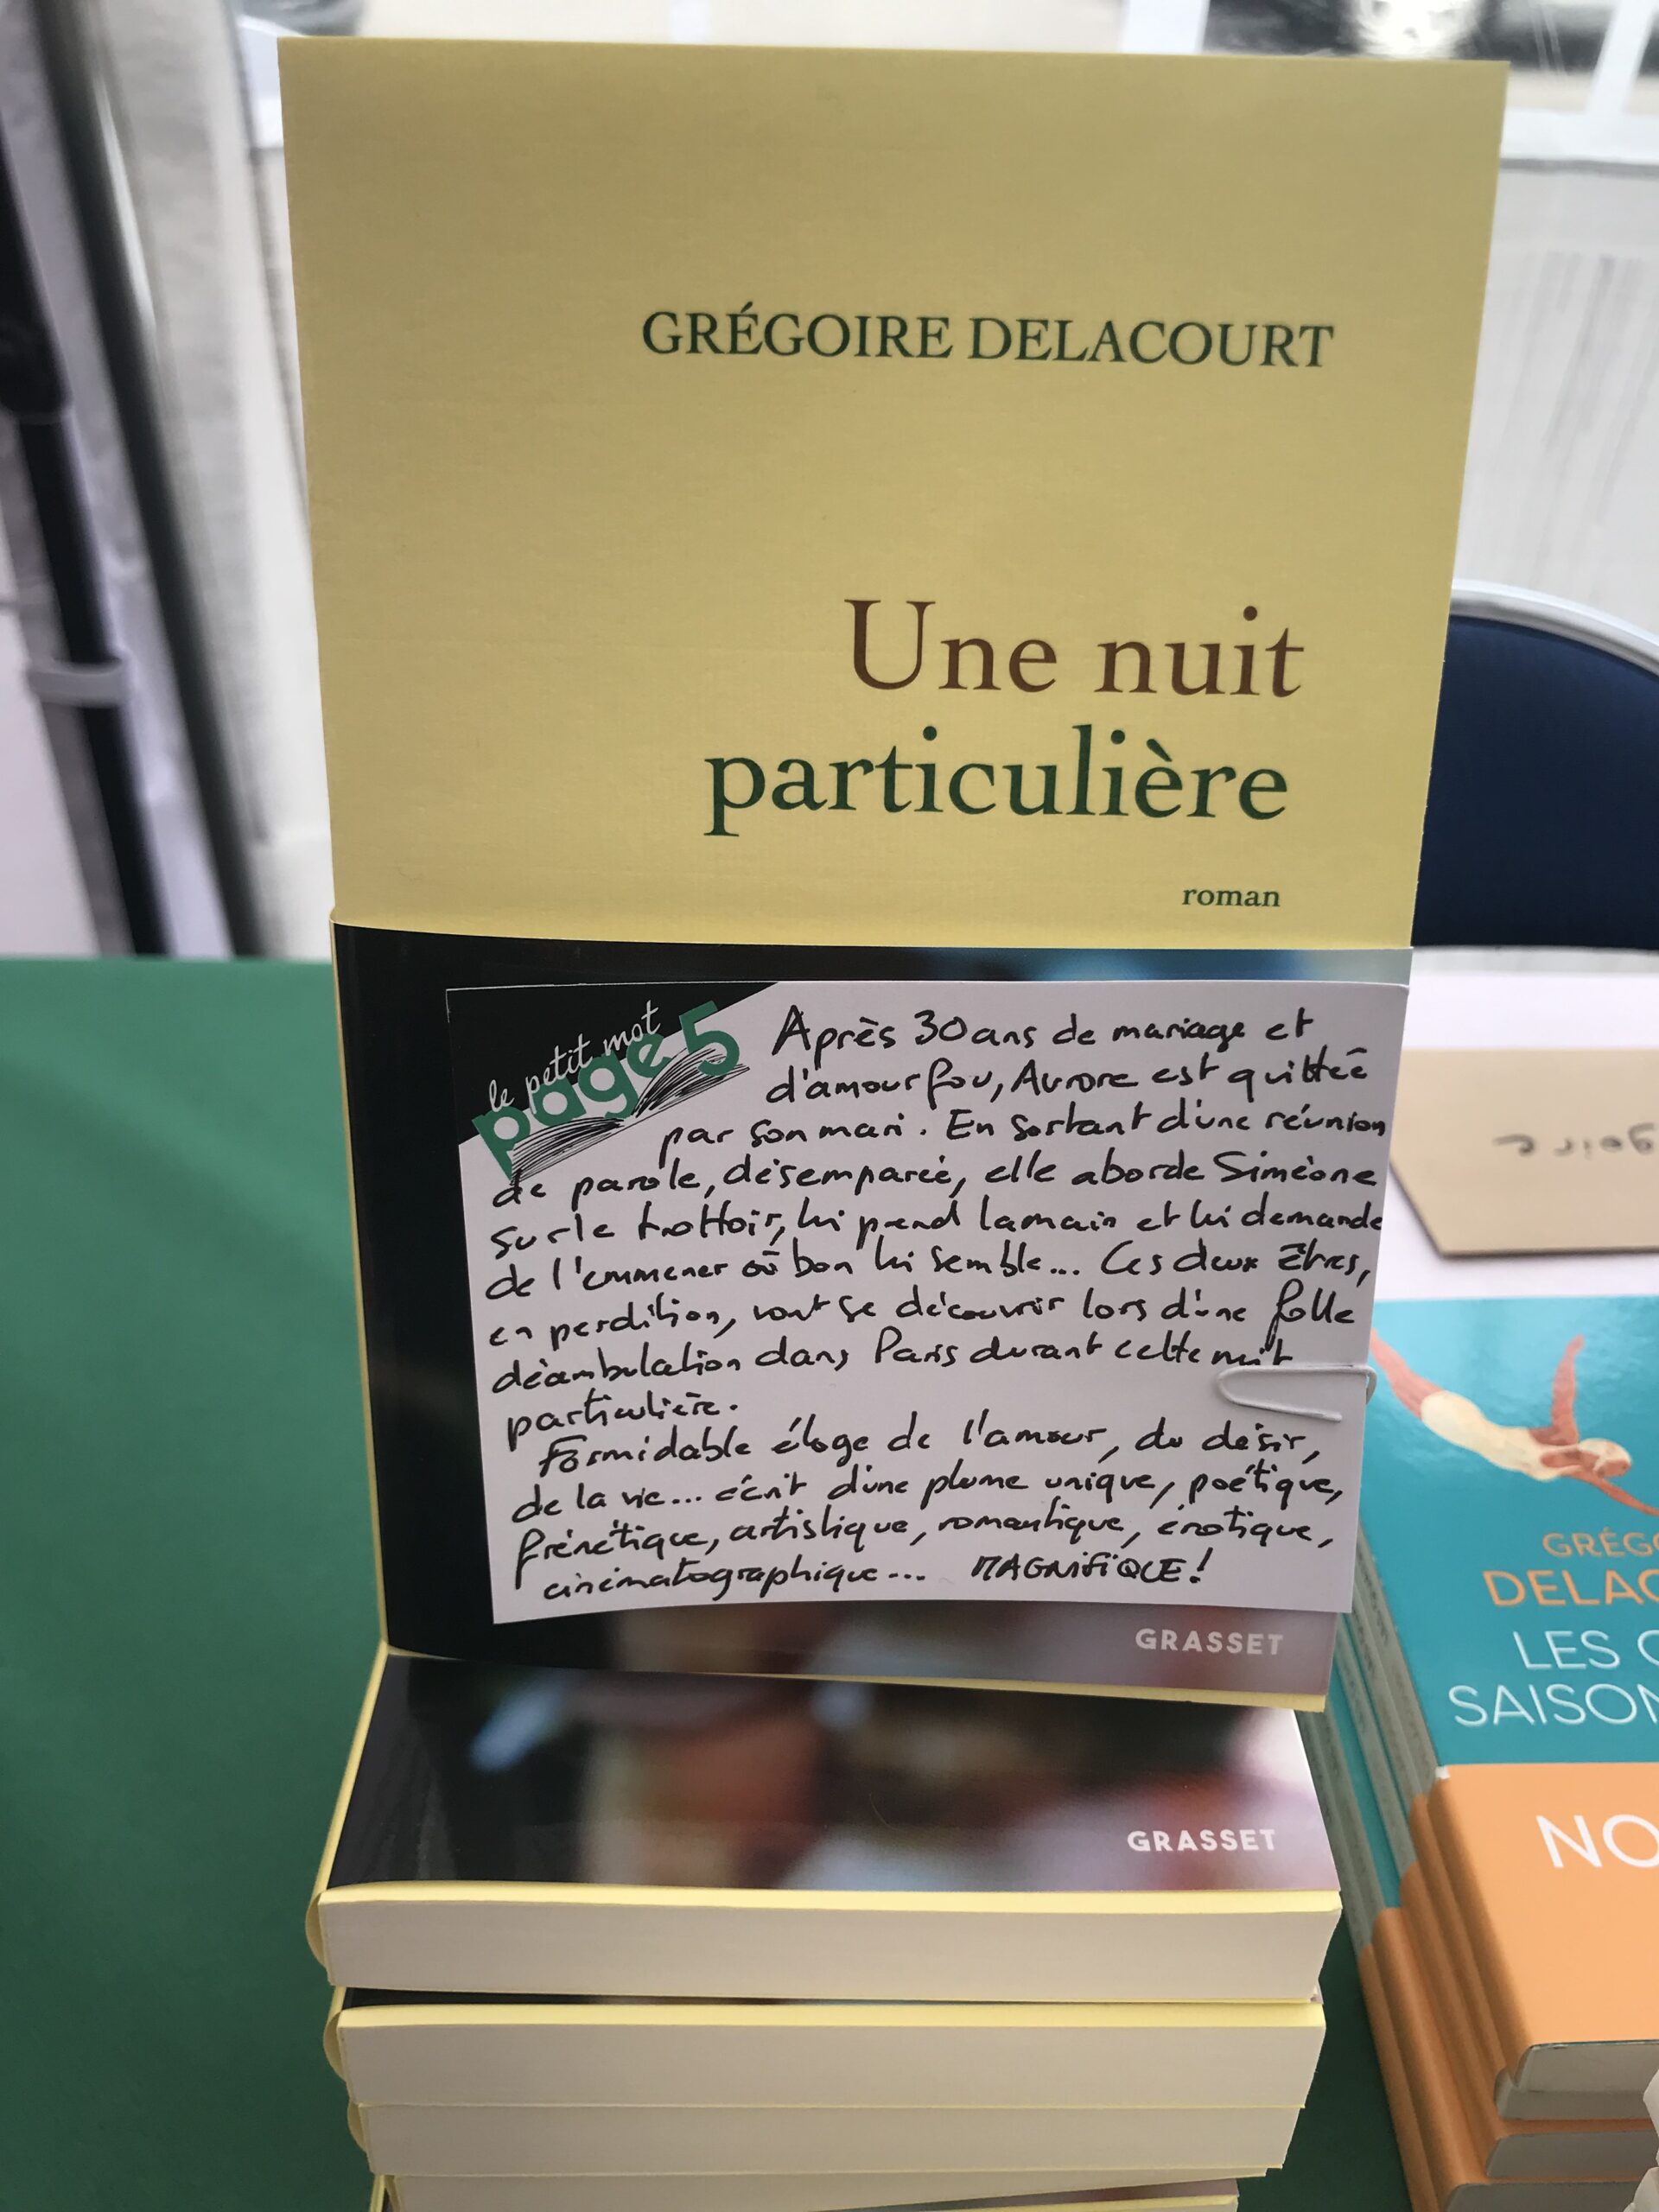 GRÉGOIRE DELACOURT
Une nuit
particulière
roman
le petit mot
page 5
Après 30 ans de mariage et
d'amour fou, Aurore est quittée
par son mari. En sortant d'une réunion
de parole, désemparée, elle aborde Siméone
sur le trottoir, lui prend la main et lui demande
de l'emmener où bon lui semble... Ces deux êtres,
en perdition, vont se découvrir lors d'une folle
déambulation dans Paris durant cette nuit
particulière.
Formidable éloge de l'amour, du désir,
de la vie... écrit d'une plume unique, poétique,
frénétique, artistique, romantique, érotique,
cinématographique... MAGNIFIQUE!
GRASSET
GRASSET
GRÉGO
DELAC
LES
SAISON
NO